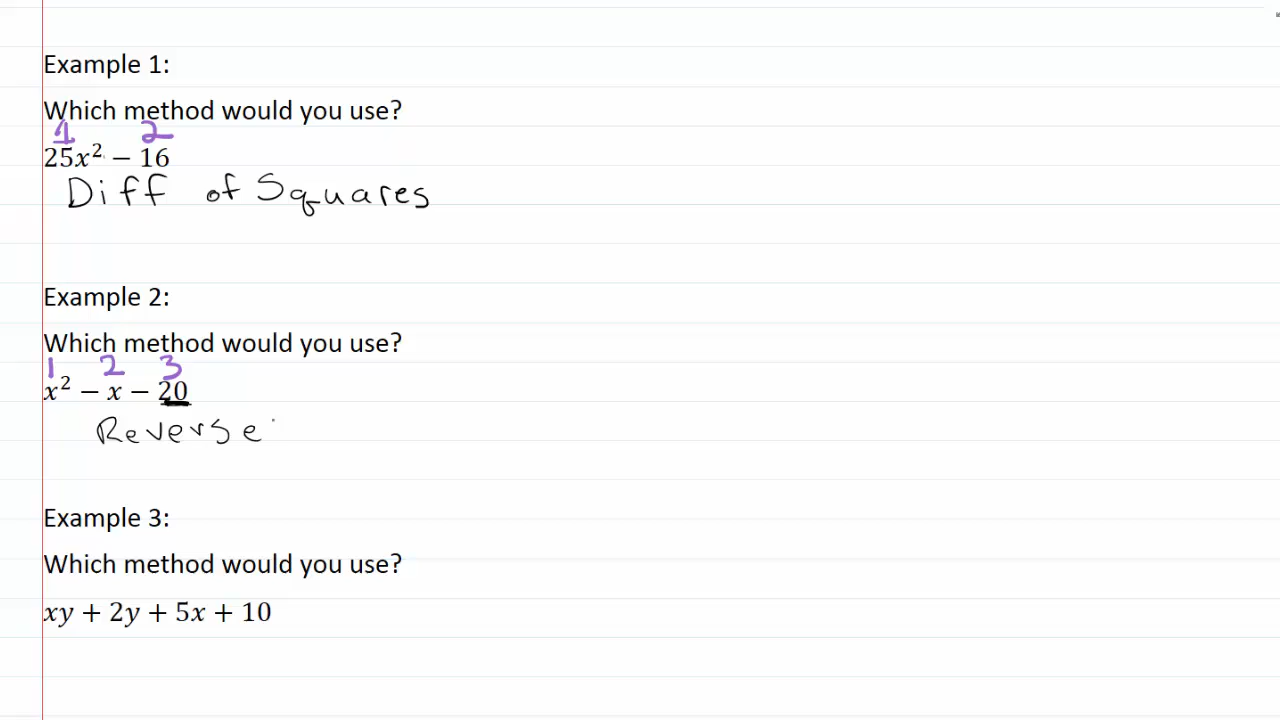 Example 1:
Which method would you use?
1 2
25x² − 16
Diff of Squares
Example 2:
Which method would you use?
1 2 3
x² − x − 20
Reverse
Example 3:
Which method would you use?
xy + 2y + 5x + 10